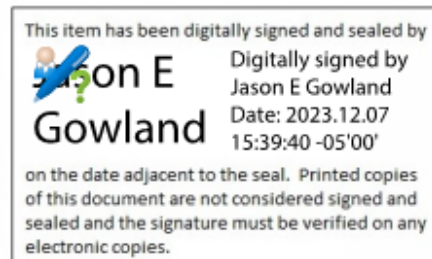 This item has been digitally signed and sealed by
Jason E
Gowland
Digitally signed by
Jason E Gowland
Date: 2023.12.07
15:39:40 -05'00'
on the date adjacent to the seal. Printed copies
of this document are not considered signed and
sealed and the signature must be verified on any
electronic copies.